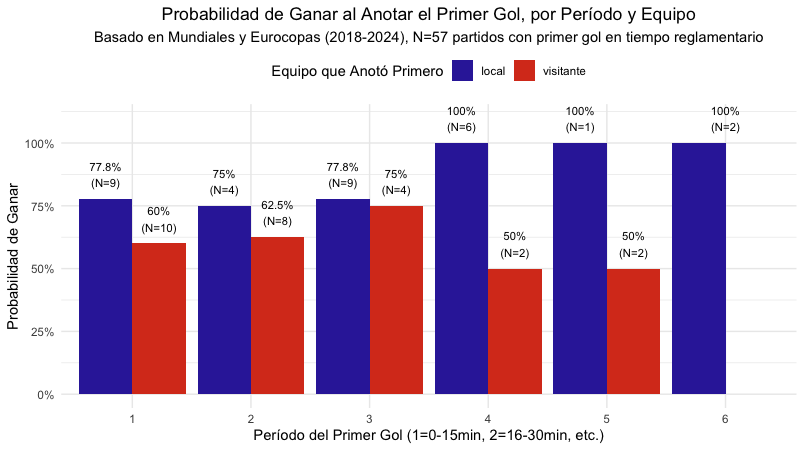 Probabilidad de Ganar al Anotar el Primer Gol, por Período y Equipo
Basado en Mundiales y Eurocopas (2018-2024), N=57 partidos con primer gol en tiempo reglamentario
Equipo que Anotó Primero local visitante
Probabilidad de Ganar
100%
75%
50%
25%
0%
77.8%
(N=9)
60%
(N=10)
75%
(N=4)
62.5%
(N=8)
77.8%
(N=9)
75%
(N=4)
100%
(N=6)
50%
(N=2)
100%
(N=1)
50%
(N=2)
100%
(N=2)
1 2 3 4 5 6
Período del Primer Gol (1=0-15min, 2=16-30min, etc.)